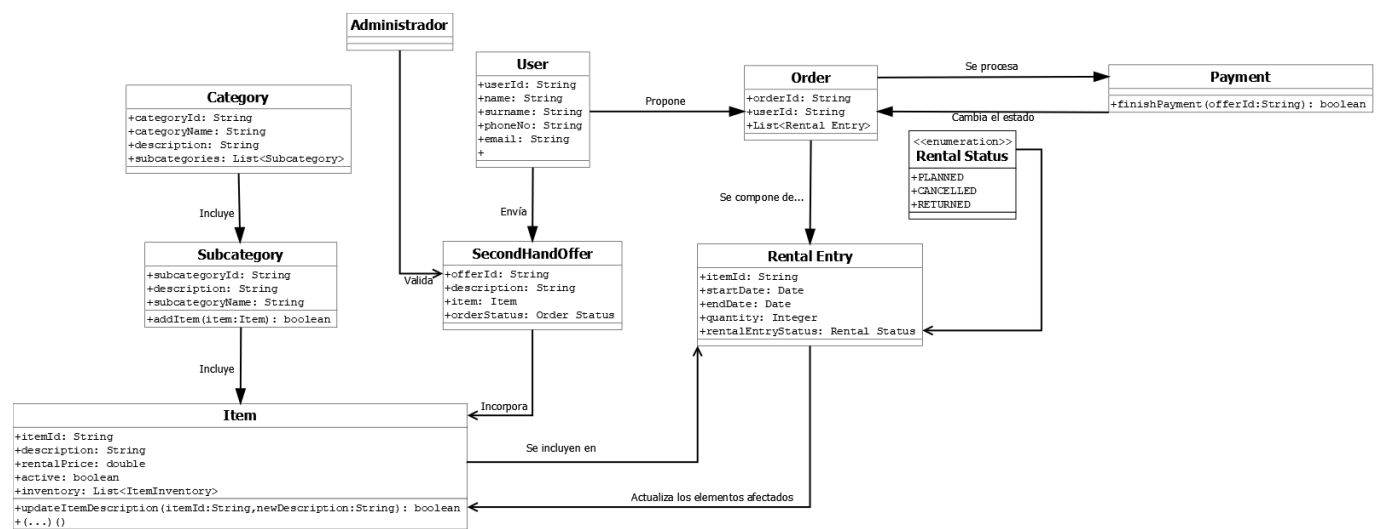 Administrador
User
+userId: String
+name: String
+surname: String
+phoneNo: String
+email: String
+
Propone
Order
+orderId: String
+userId: String
+List<Rental Entry>
Se procesa
Payment
+finishPayment(offerId:String): boolean
Cambia el estado
Category
+categoryId: String
+categoryName: String
+description: String
+subcategories: List<Subcategory>
<<enumeration>>
Rental Status
+PLANNED
+CANCELLED
+RETURNED
Incluye
Envía
Se compone de...
Subcategory
+subcategoryId: String
+description: String
+subcategoryName: String
+addItem(item:Item): boolean
Valida
SecondHandOffer
+offerId: String
+description: String
+item: Item
+orderStatus: Order Status
Rental Entry
+itemId: String
+startDate: Date
+endDate: Date
+quantity: Integer
+rentalEntryStatus: Rental Status
Incluye
Incorpora
Item
+itemId: String
+description: String
+rentalPrice: double
+active: boolean
+inventory: List<ItemInventory>
+updateItemDescription(itemId:String,newDescription:String): boolean
+(...)()
Se incluyen en
Actualiza los elementos afectados